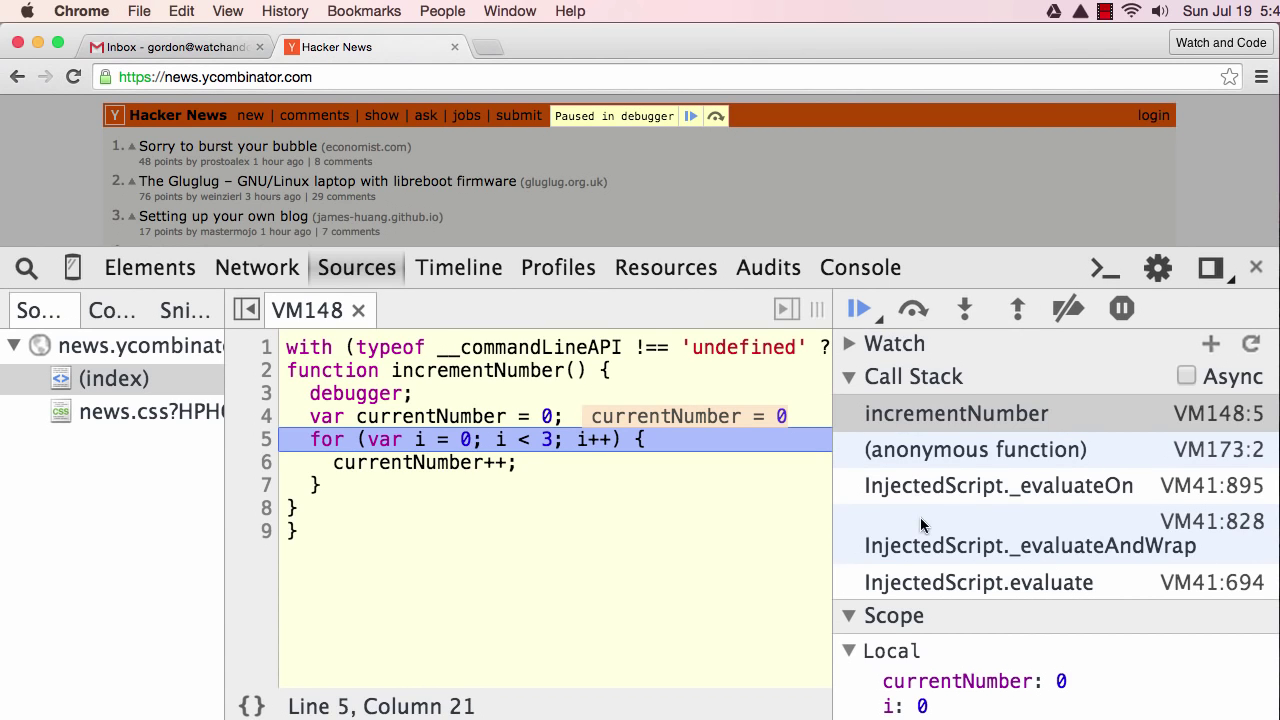 Chrome File Edit View History Bookmarks People Window Help Sun Jul 19 5:4
Inbox - gordon@watchand Hacker News Watch and Code
https://news.ycombinator.com
Y Hacker News new | comments | show | ask | jobs | submit Paused in debugger login
1. Sorry to burst your bubble (economist.com)
48 points by prostoalex 1 hour ago | 8 comments
2. The Gluglug – GNU/Linux laptop with libreboot firmware (gluglug.org.uk)
76 points by weinzierl 3 hours ago | 29 comments
3. Setting up your own blog (james-huang.github.io)
17 points by mastermojo 1 hour ago | 7 comments
Elements Network Sources Timeline Profiles Resources Audits Console
So... Co... Sni... VM148
news.ycombinat
(index)
news.css?HPH
1 with (typeof __commandLineAPI !== 'undefined' ?
2 function incrementNumber() {
3 debugger;
4 var currentNumber = 0; currentNumber = 0
5 for (var i = 0; i < 3; i++) {
6 currentNumber++;
7 }
8 }
9 }
{} Line 5, Column 21
Watch
Call Stack Async
incrementNumber VM148:5
(anonymous function) VM173:2
InjectedScript._evaluateOn VM41:895
VM41:828
InjectedScript._evaluateAndWrap
InjectedScript.evaluate VM41:694
Scope
Local
currentNumber: 0
i: 0